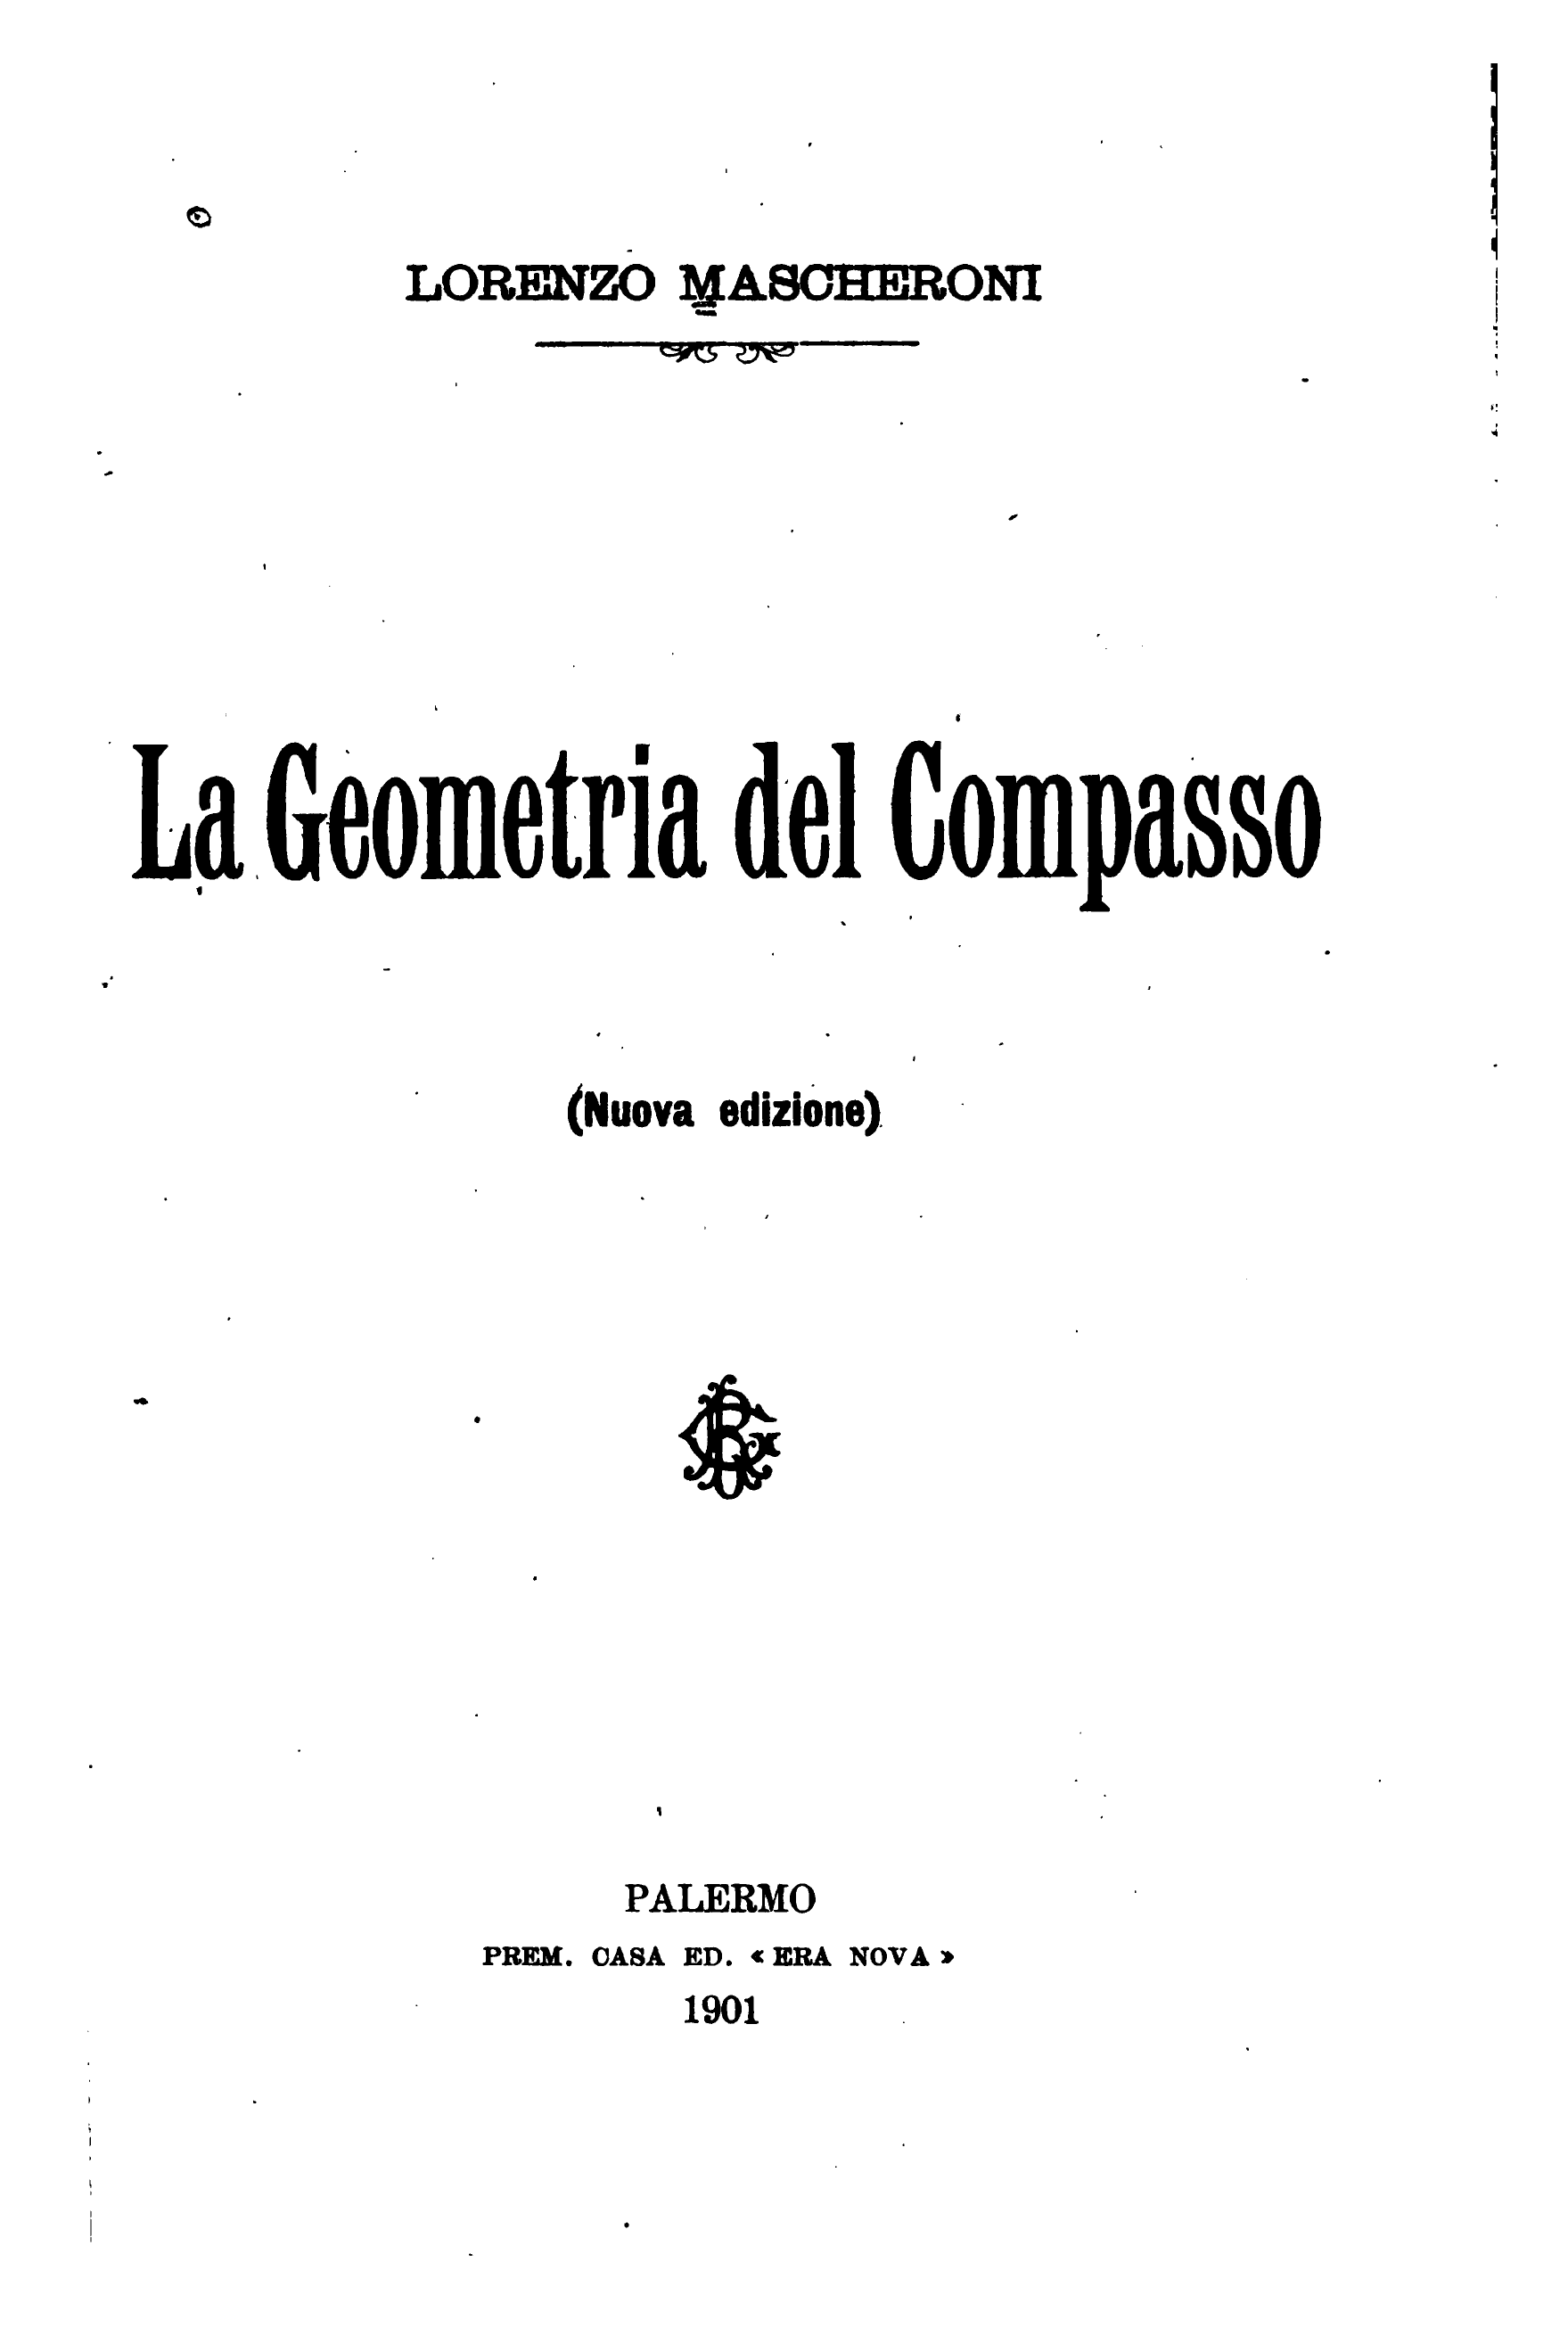 LORENZO MASCHERONI
La Geometria del Compasso
(Nuova edizione)
PALERMO
PREM. CASA ED. « ERA NOVA »
1901